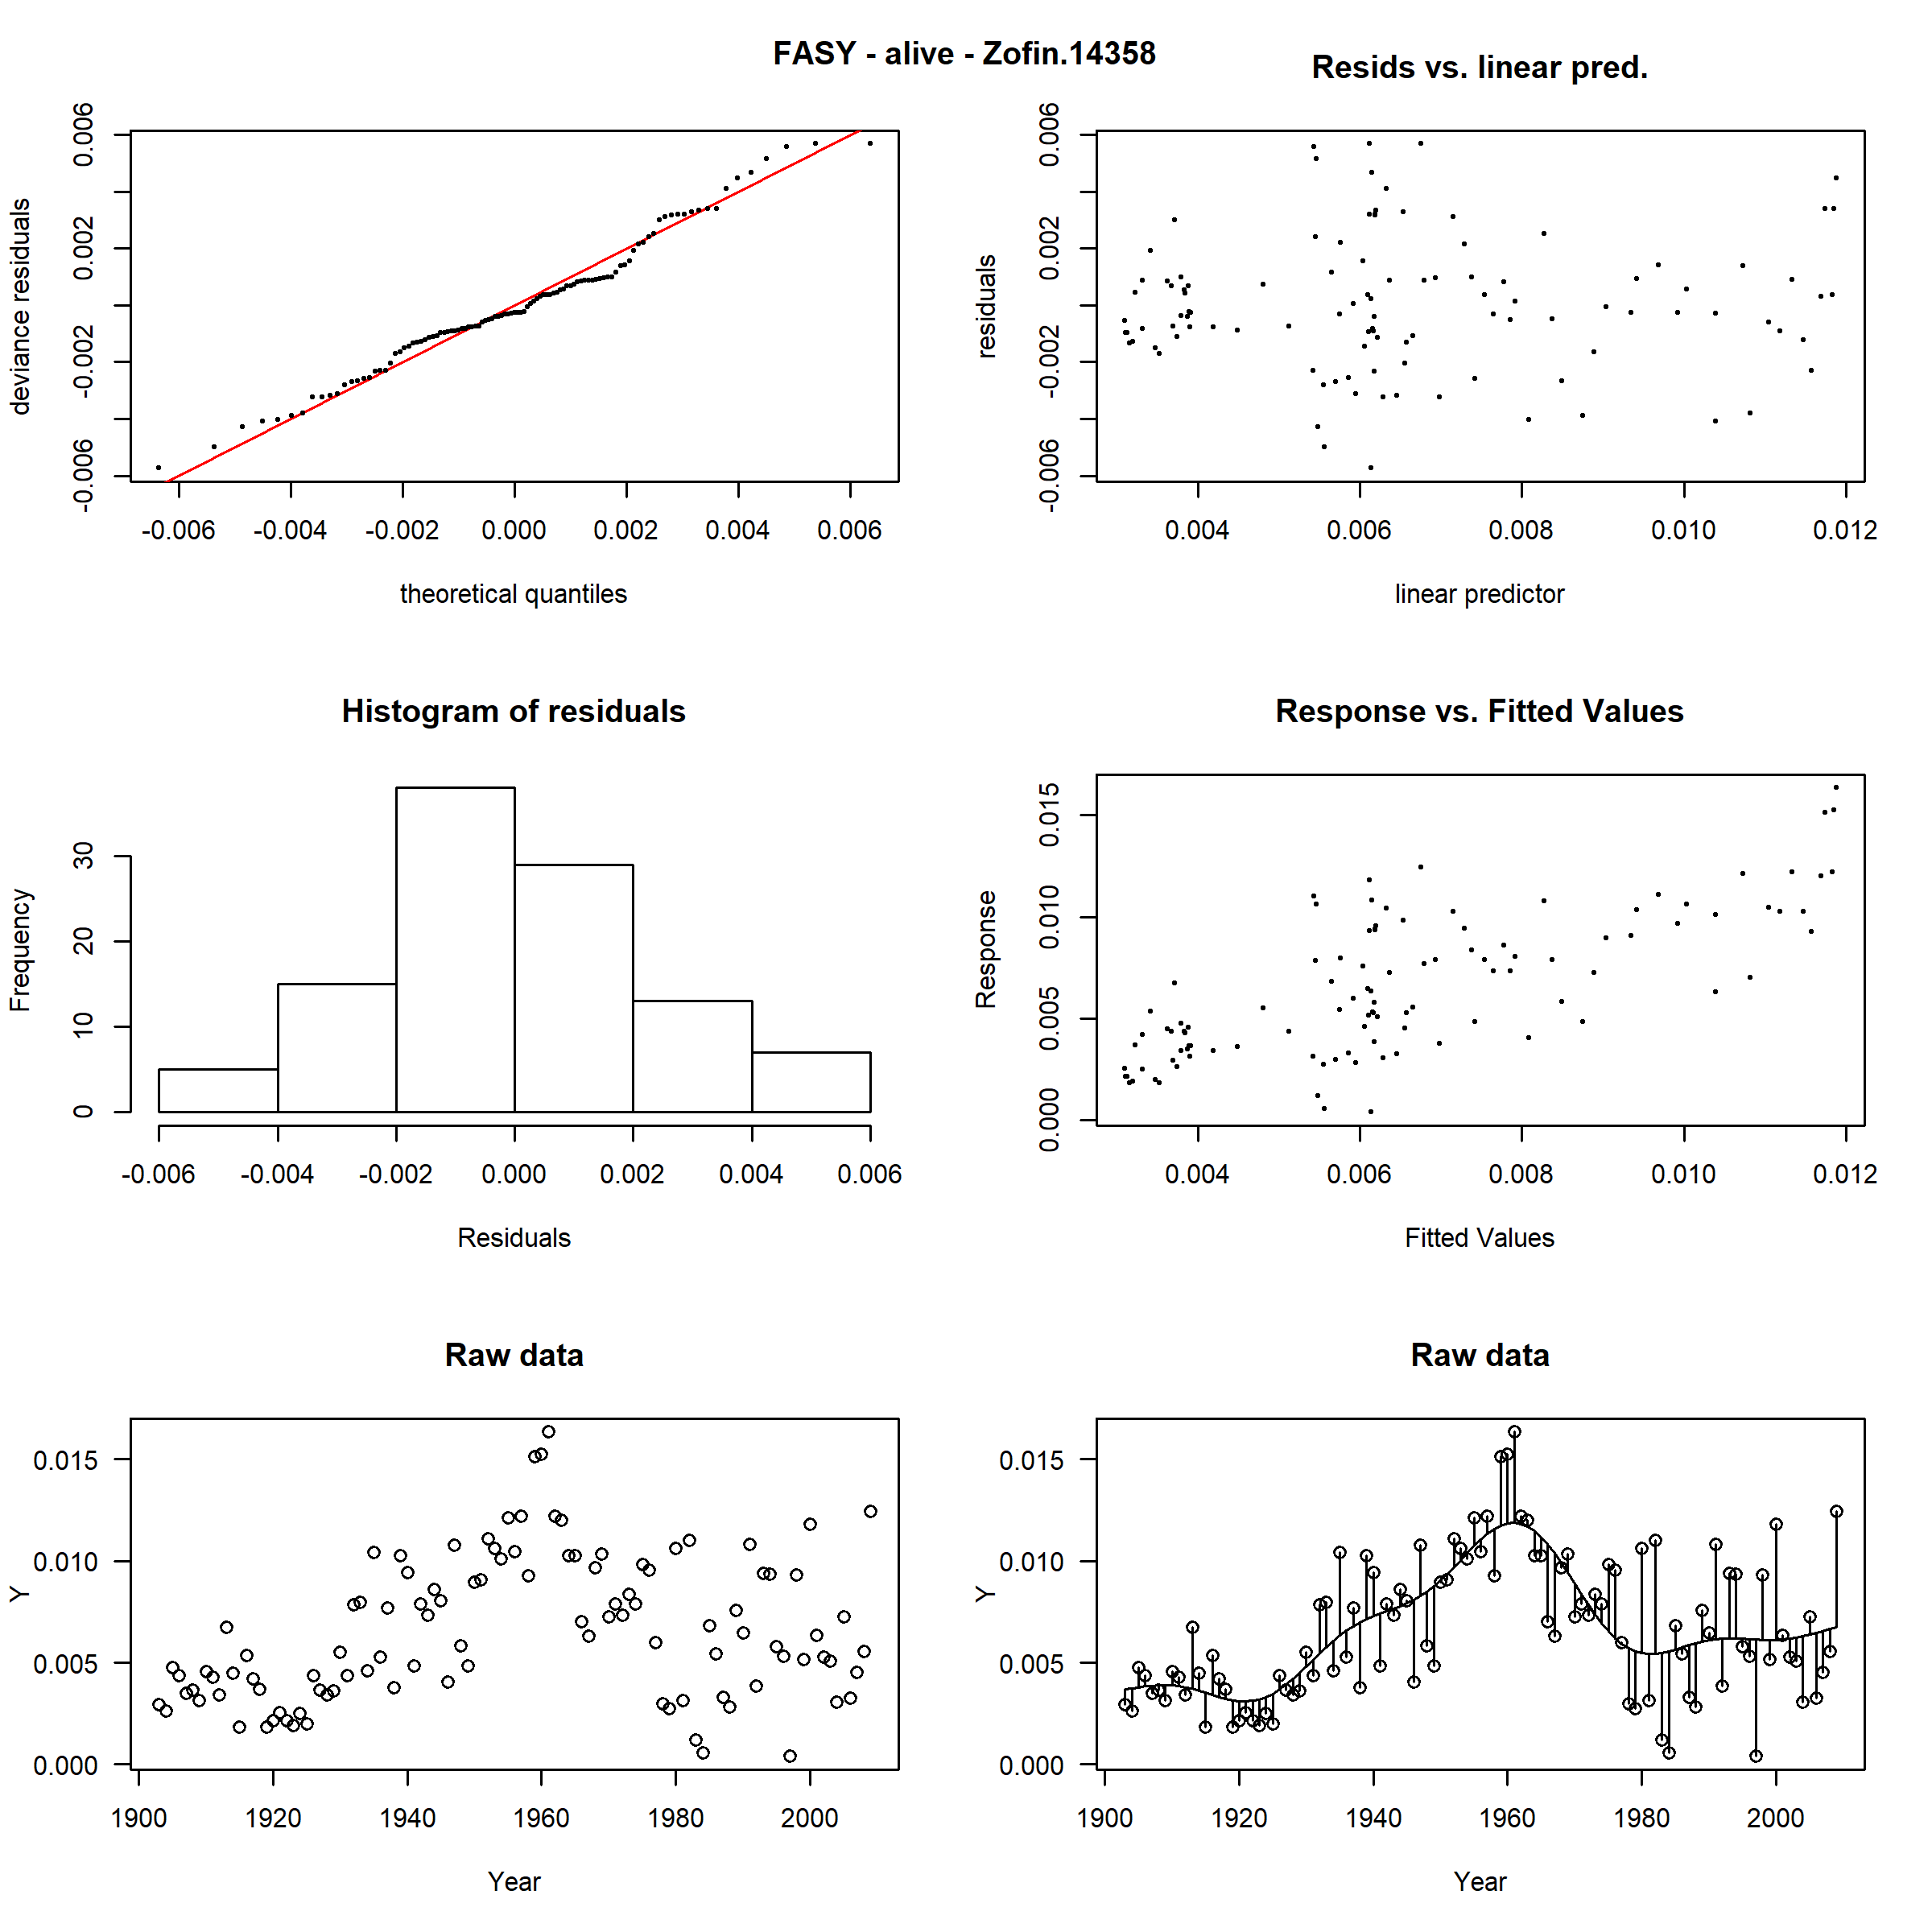 FASY - alive - Zofin.14358
deviance residuals
-0.006 -0.002 0.002 0.006
-0.006 -0.004 -0.002 0.000 0.002 0.004 0.006
theoretical quantiles
Resids vs. linear pred.
residuals
-0.006 -0.002 0.002 0.006
0.004 0.006 0.008 0.010 0.012
linear predictor
Histogram of residuals
Frequency
0 10 20 30
-0.006 -0.004 -0.002 0.000 0.002 0.004 0.006
Residuals
Response vs. Fitted Values
Response
0.000 0.005 0.010 0.015
0.004 0.006 0.008 0.010 0.012
Fitted Values
Raw data
Y
0.015
0.010
0.005
0.000
1900 1920 1940 1960 1980 2000
Year
Raw data
Y
0.015
0.010
0.005
0.000
1900 1920 1940 1960 1980 2000
Year